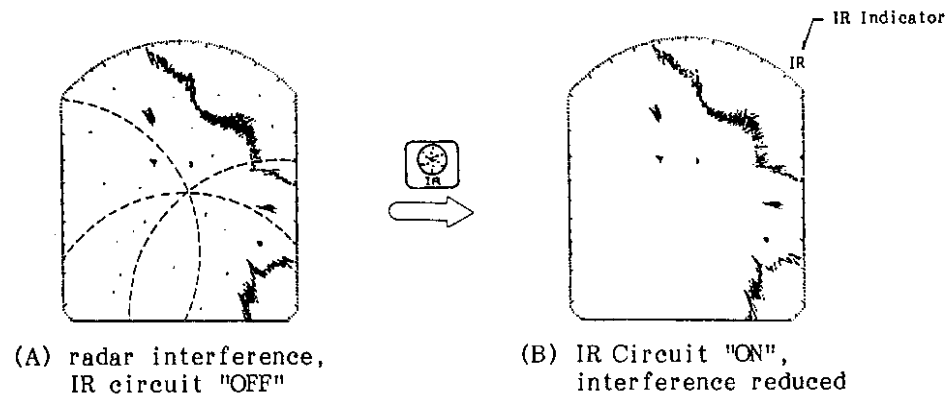 IR Indicator
IR
IR
(A) radar interference,
IR circuit "OFF"
(B) IR Circuit "ON",
interference reduced